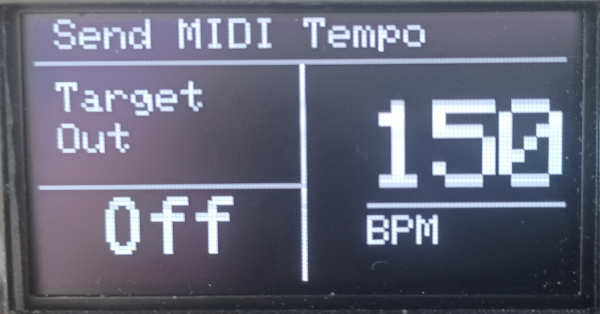 Send MIDI Tempo
Target
Out
Off
150
BPM